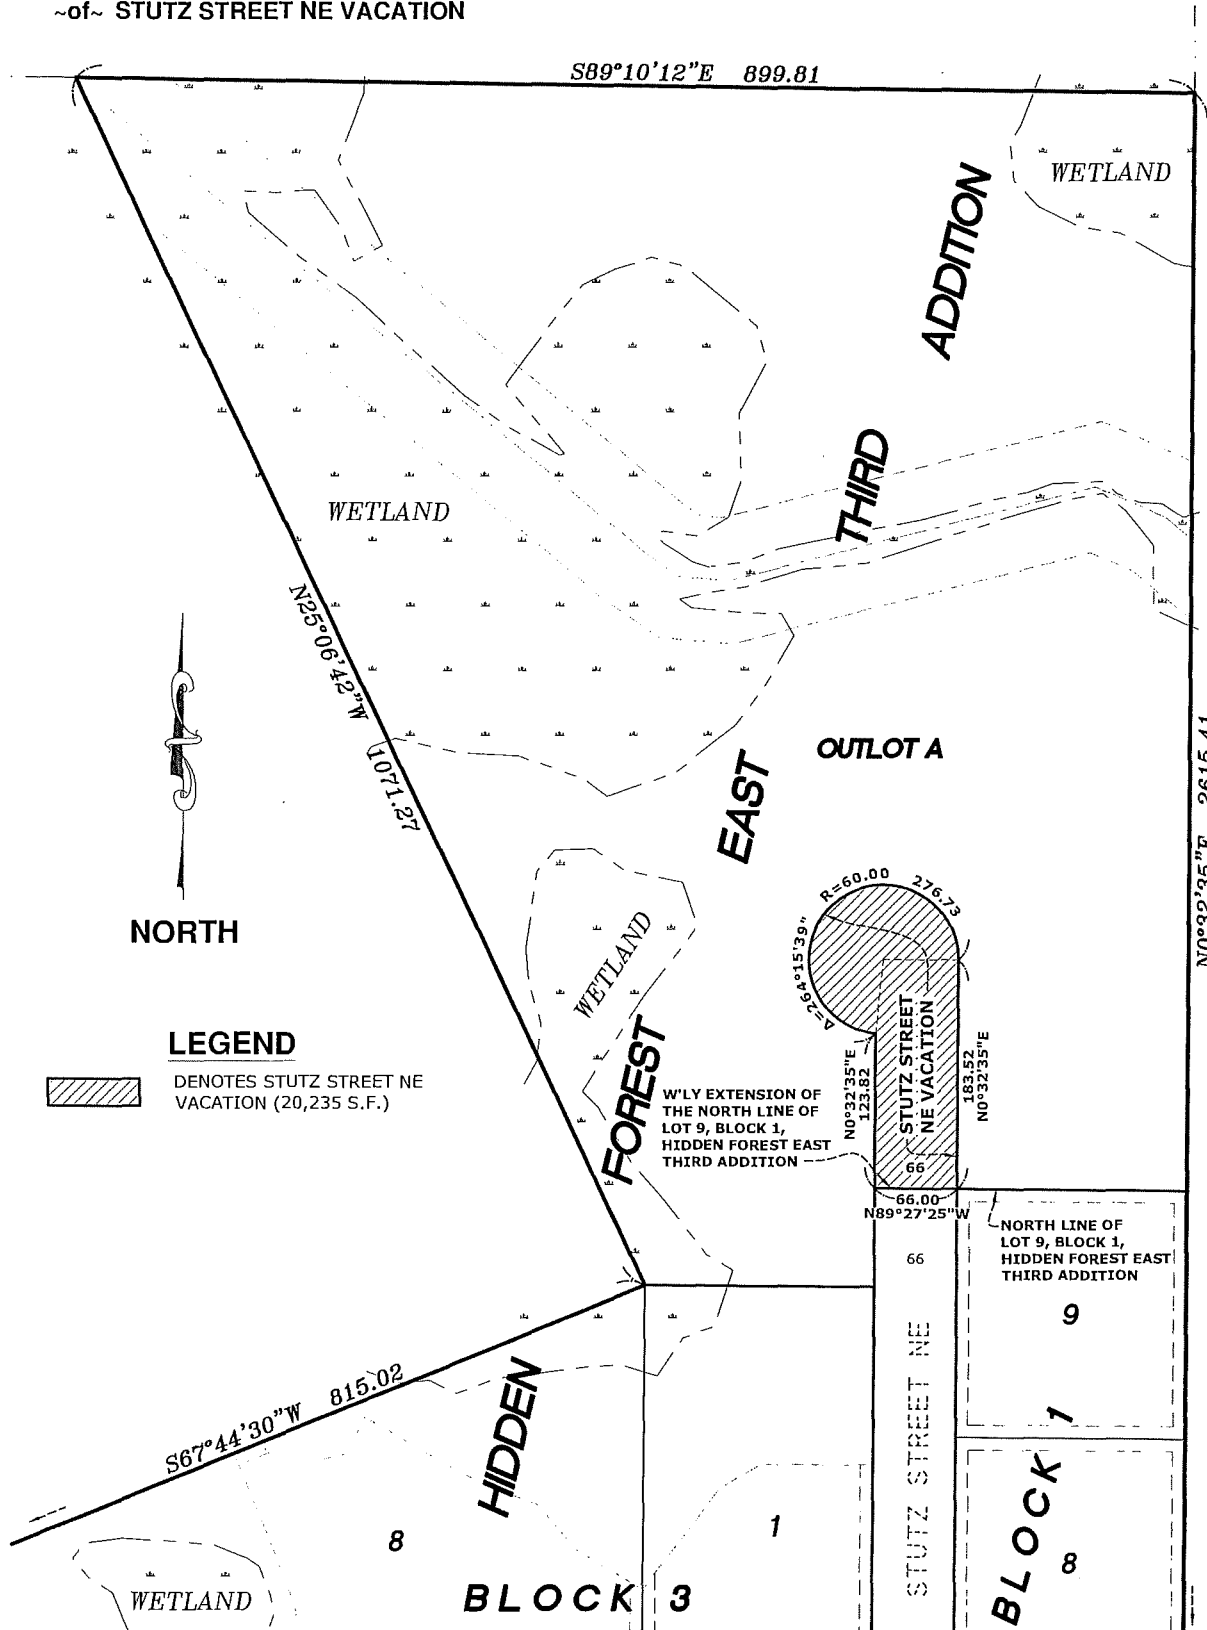 ~of~ STUTZ STREET NE VACATION
S89°10'12"E 899.81
WETLAND
ADDITION
THIRD
WETLAND
N25°06'42"W 1071.27
OUTLOT A
EAST
N0°32'35"E 2615.41
NORTH
R=60.00 276.73
Δ=264°15'39"
WETLAND
STUTZ STREET
NE VACATION
LEGEND
DENOTES STUTZ STREET NE
VACATION (20,235 S.F.)
FOREST
N0°32'35"E
123.82
183.52
N0°32'35"E
W'LY EXTENSION OF
THE NORTH LINE OF
LOT 9, BLOCK 1,
HIDDEN FOREST EAST
THIRD ADDITION
66
66.00
N89°27'25"W
NORTH LINE OF
LOT 9, BLOCK 1,
HIDDEN FOREST EAST
THIRD ADDITION
66
9
S67°44'30"W 815.02
HIDDEN
STUTZ STREET NE
BLOCK 1
8
1
8
WETLAND
BLOCK 3